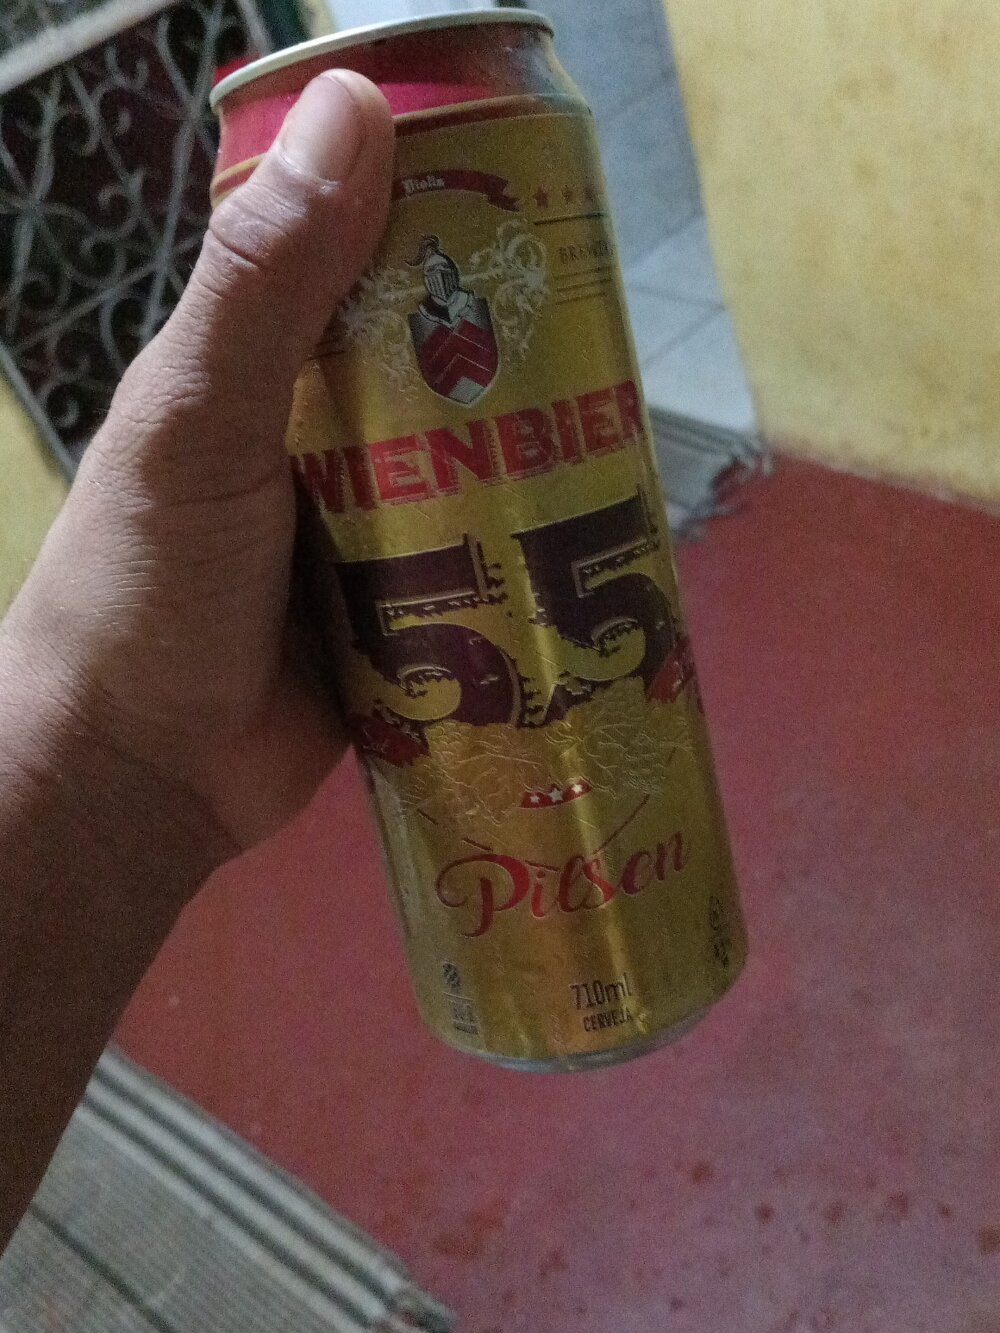 WIENBIER
55
Pilsen
710ml
CERVEJA